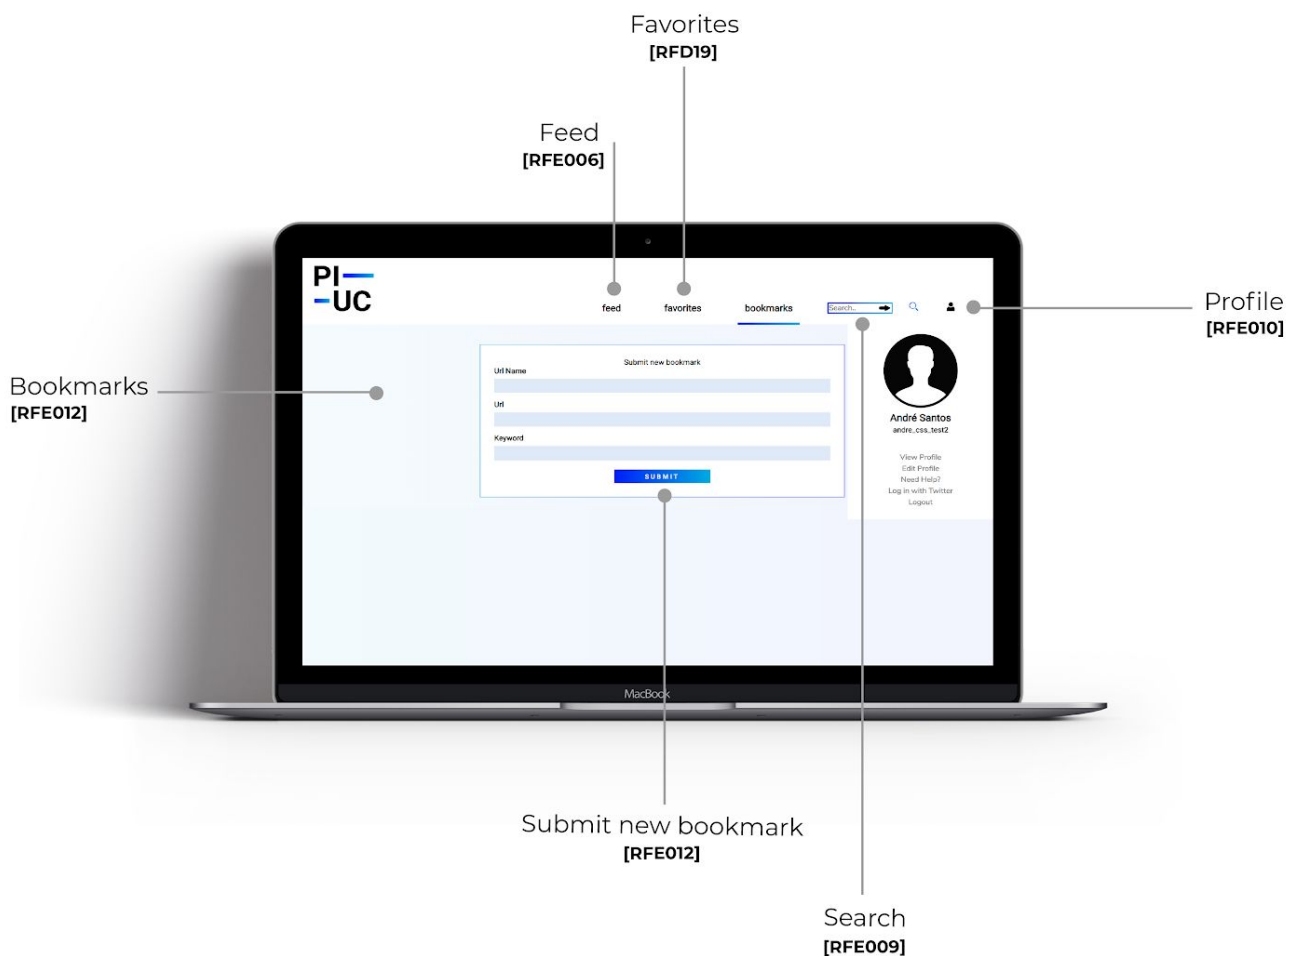 Favorites
[RFD19]
Feed
[RFE006]
PI
UC
feed
favorites
bookmarks
Search..
Profile
[RFE010]
Bookmarks
[RFE012]
Submit new bookmark
Url Name
Url
Keyword
SUBMIT
André Santos
andre_css_test2
View Profile
Edit Profile
Need Help?
Log in with Twitter
Logout
MacBook
Submit new bookmark
[RFE012]
Search
[RFE009]